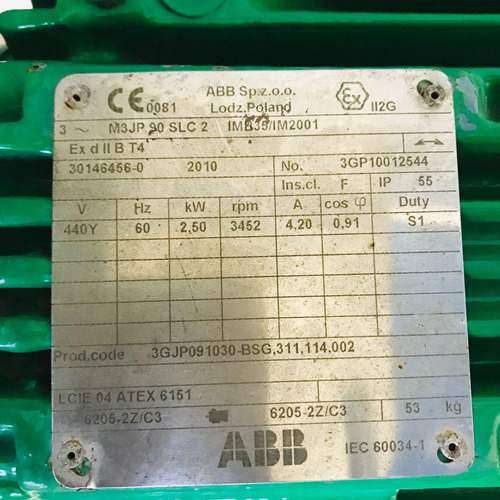 CE 0081 ABB Sp.z.o.o. Ex II2G
Lodz,Poland
3 ~ M3JP 90 SLC 2 IMB35/IM2001
Ex d II B T4
30146456-0 2010 No. 3GP10012544
Ins.cl. F IP 55
V Hz kW rpm A cos φ Duty
440Y 60 2,50 3452 4,20 0,91 S1
Prod.code 3GJP091030-BSG,311,114,002
LCIE 04 ATEX 6151
6205-2Z/C3 6205-2Z/C3 53 kg
ABB IEC 60034-1